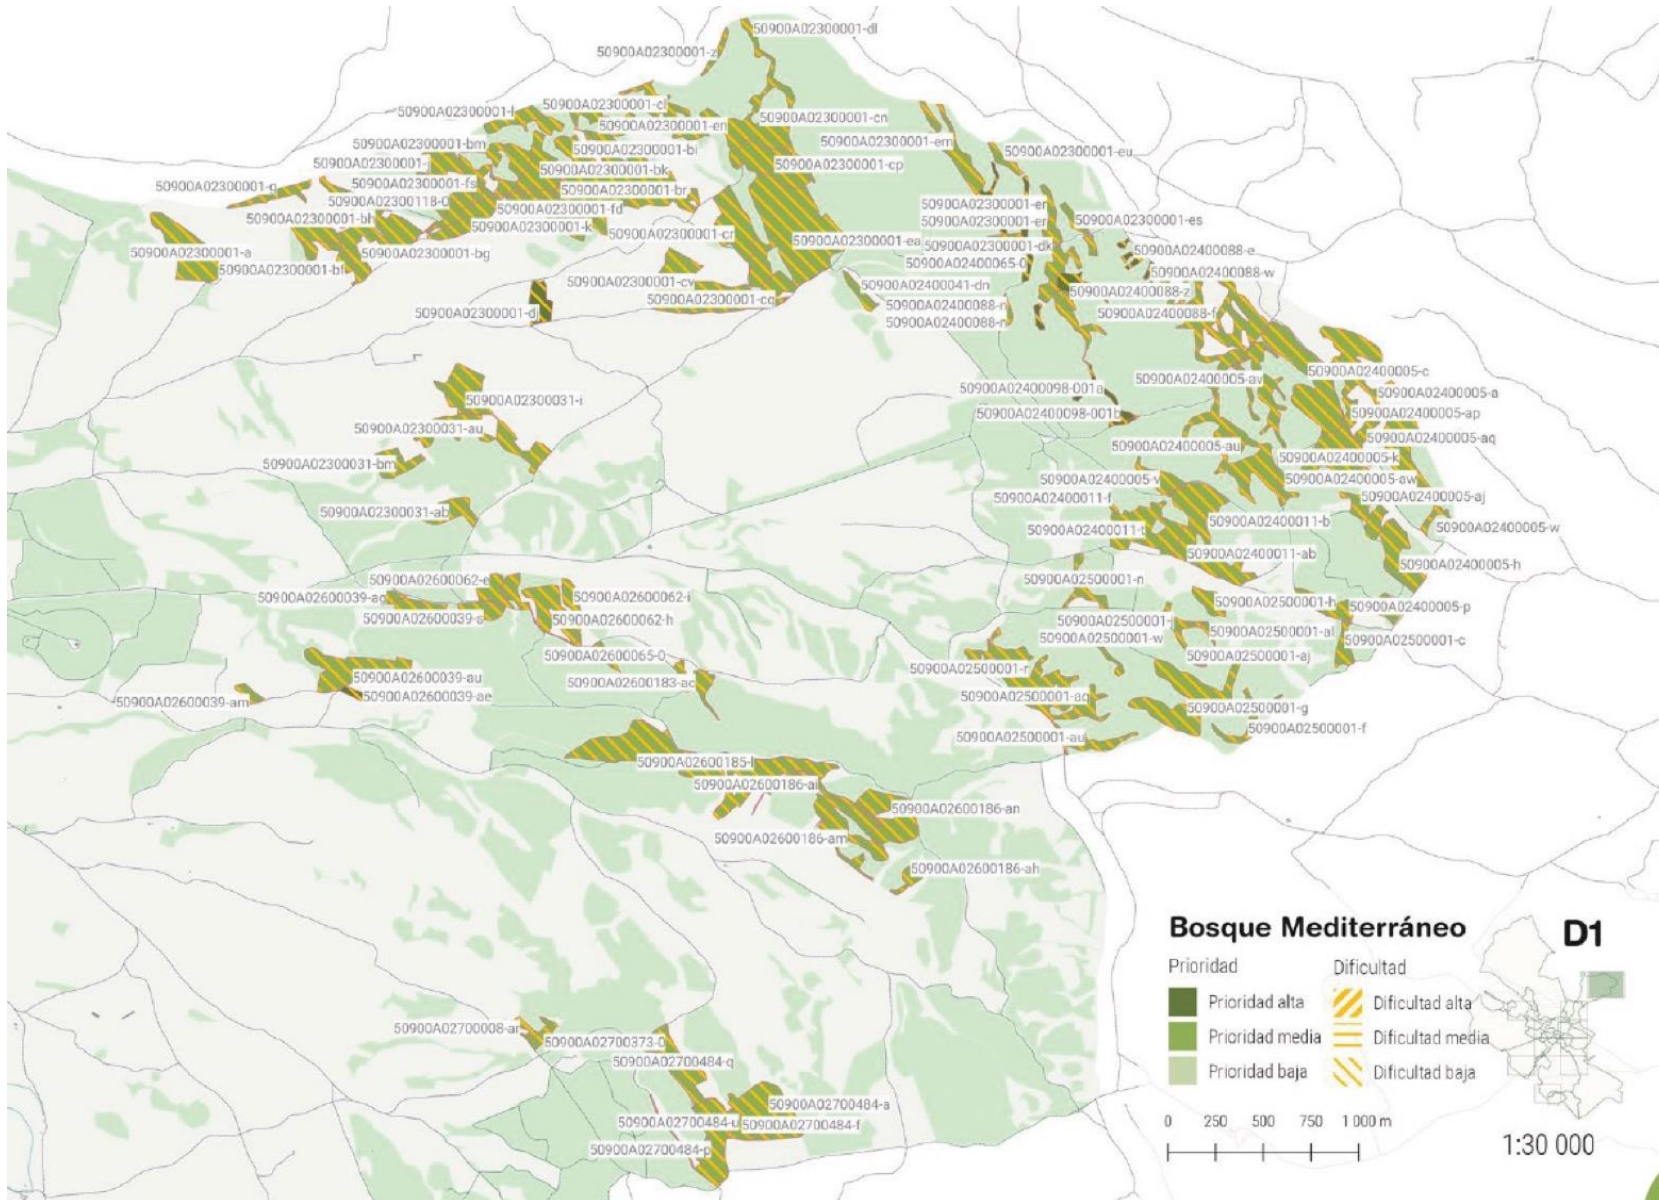 50900A02300001-dl
50900A02300001-z
50900A02300001-cl
50900A02300001-l
50900A02300001-cn
50900A02300001-en
50900A02300001-em
50900A02300001-bm
50900A02300001-bi
50900A02300001-eu
50900A02300001-j
50900A02300001-cp
50900A02300001-bk
50900A02300001-fs
50900A02300001-q
50900A02300001-br
50900A02300118-0
50900A02300001-er
50900A02300001-fd
50900A02300001-bh
50900A02300001-es
50900A02300001-er
50900A02300001-k
50900A02300001-cr
50900A02300001-ea
50900A02300001-dk
50900A02300001-a
50900A02300001-bg
50900A02400088-e
50900A02400065-0
50900A02300001-bf
50900A02400088-w
50900A02300001-cv
50900A02400041-dn
50900A02400088-z
50900A02300001-cq
50900A02400088-n
50900A02300001-dj
50900A02400088-f
50900A02400088-n
50900A02400005-c
50900A02400005-av
50900A02400098-001a
50900A02400005-a
50900A02300031-i
50900A02400098-001b
50900A02400005-ap
50900A02300031-au
50900A02400005-aq
50900A02400005-au
50900A02400005-k
50900A02300031-bm
50900A02400005-v
50900A02400005-aw
50900A02400011-f
50900A02400005-aj
50900A02300031-ab
50900A02400011-b
50900A02400005-w
50900A02400011-t
50900A02400011-ab
50900A02400005-h
50900A02600062-e
50900A02500001-n
50900A02600039-aq
50900A02600062-i
50900A02500001-h
50900A02400005-p
50900A02600039-s
50900A02600062-h
50900A02500001-j
50900A02500001-al
50900A02500001-w
50900A02500001-c
50900A02600065-0
50900A02500001-aj
50900A02500001-r
50900A02600039-au
50900A02600183-ac
50900A02600039-ae
50900A02500001-aq
50900A02600039-am
50900A02500001-g
50900A02500001-f
50900A02500001-au
50900A02600185-l
50900A02600186-al
50900A02600186-an
50900A02600186-am
50900A02600186-ah
50900A02700008-ar
50900A02700373-0
50900A02700484-q
50900A02700484-a
50900A02700484-u
50900A02700484-f
50900A02700484-p
Bosque Mediterráneo
D1
Prioridad
Dificultad
Prioridad alta
Dificultad alta
Prioridad media
Dificultad media
Prioridad baja
Dificultad baja
0 250 500 750 1 000 m
1:30 000